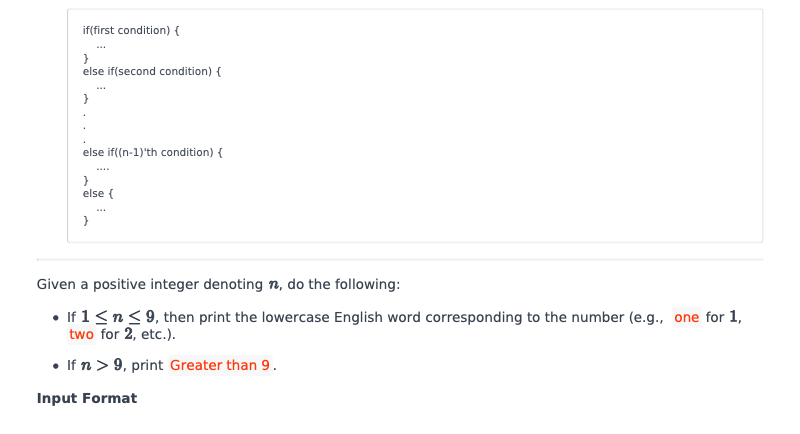 if(first condition) {
...
}
else if(second condition) {
...
}
.
.
.
else if((n-1)'th condition) {
....
}
else {
...
}
Given a positive integer denoting n, do the following:
• If 1 ≤ n ≤ 9, then print the lowercase English word corresponding to the number (e.g., one for 1,
two for 2, etc.).
• If n > 9, print Greater than 9.
Input Format